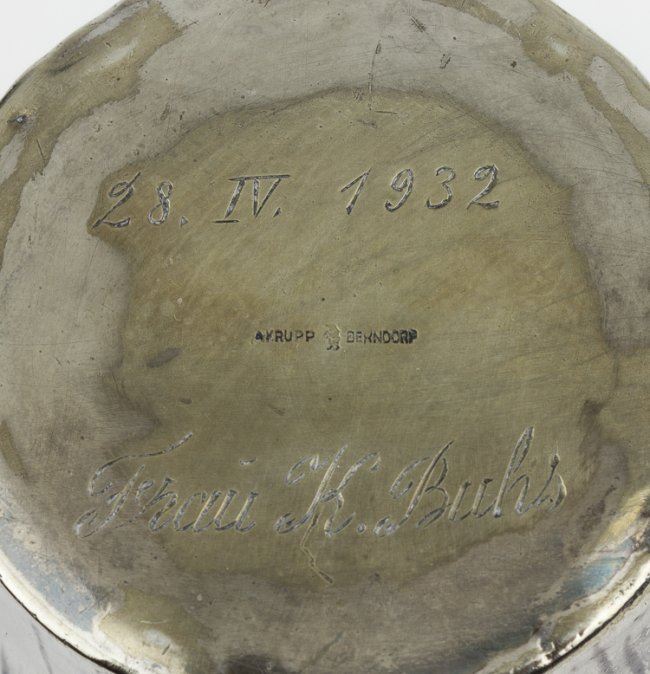 28. IV. 1932
A KRUPP BERNDORF
Frau K. Buhs